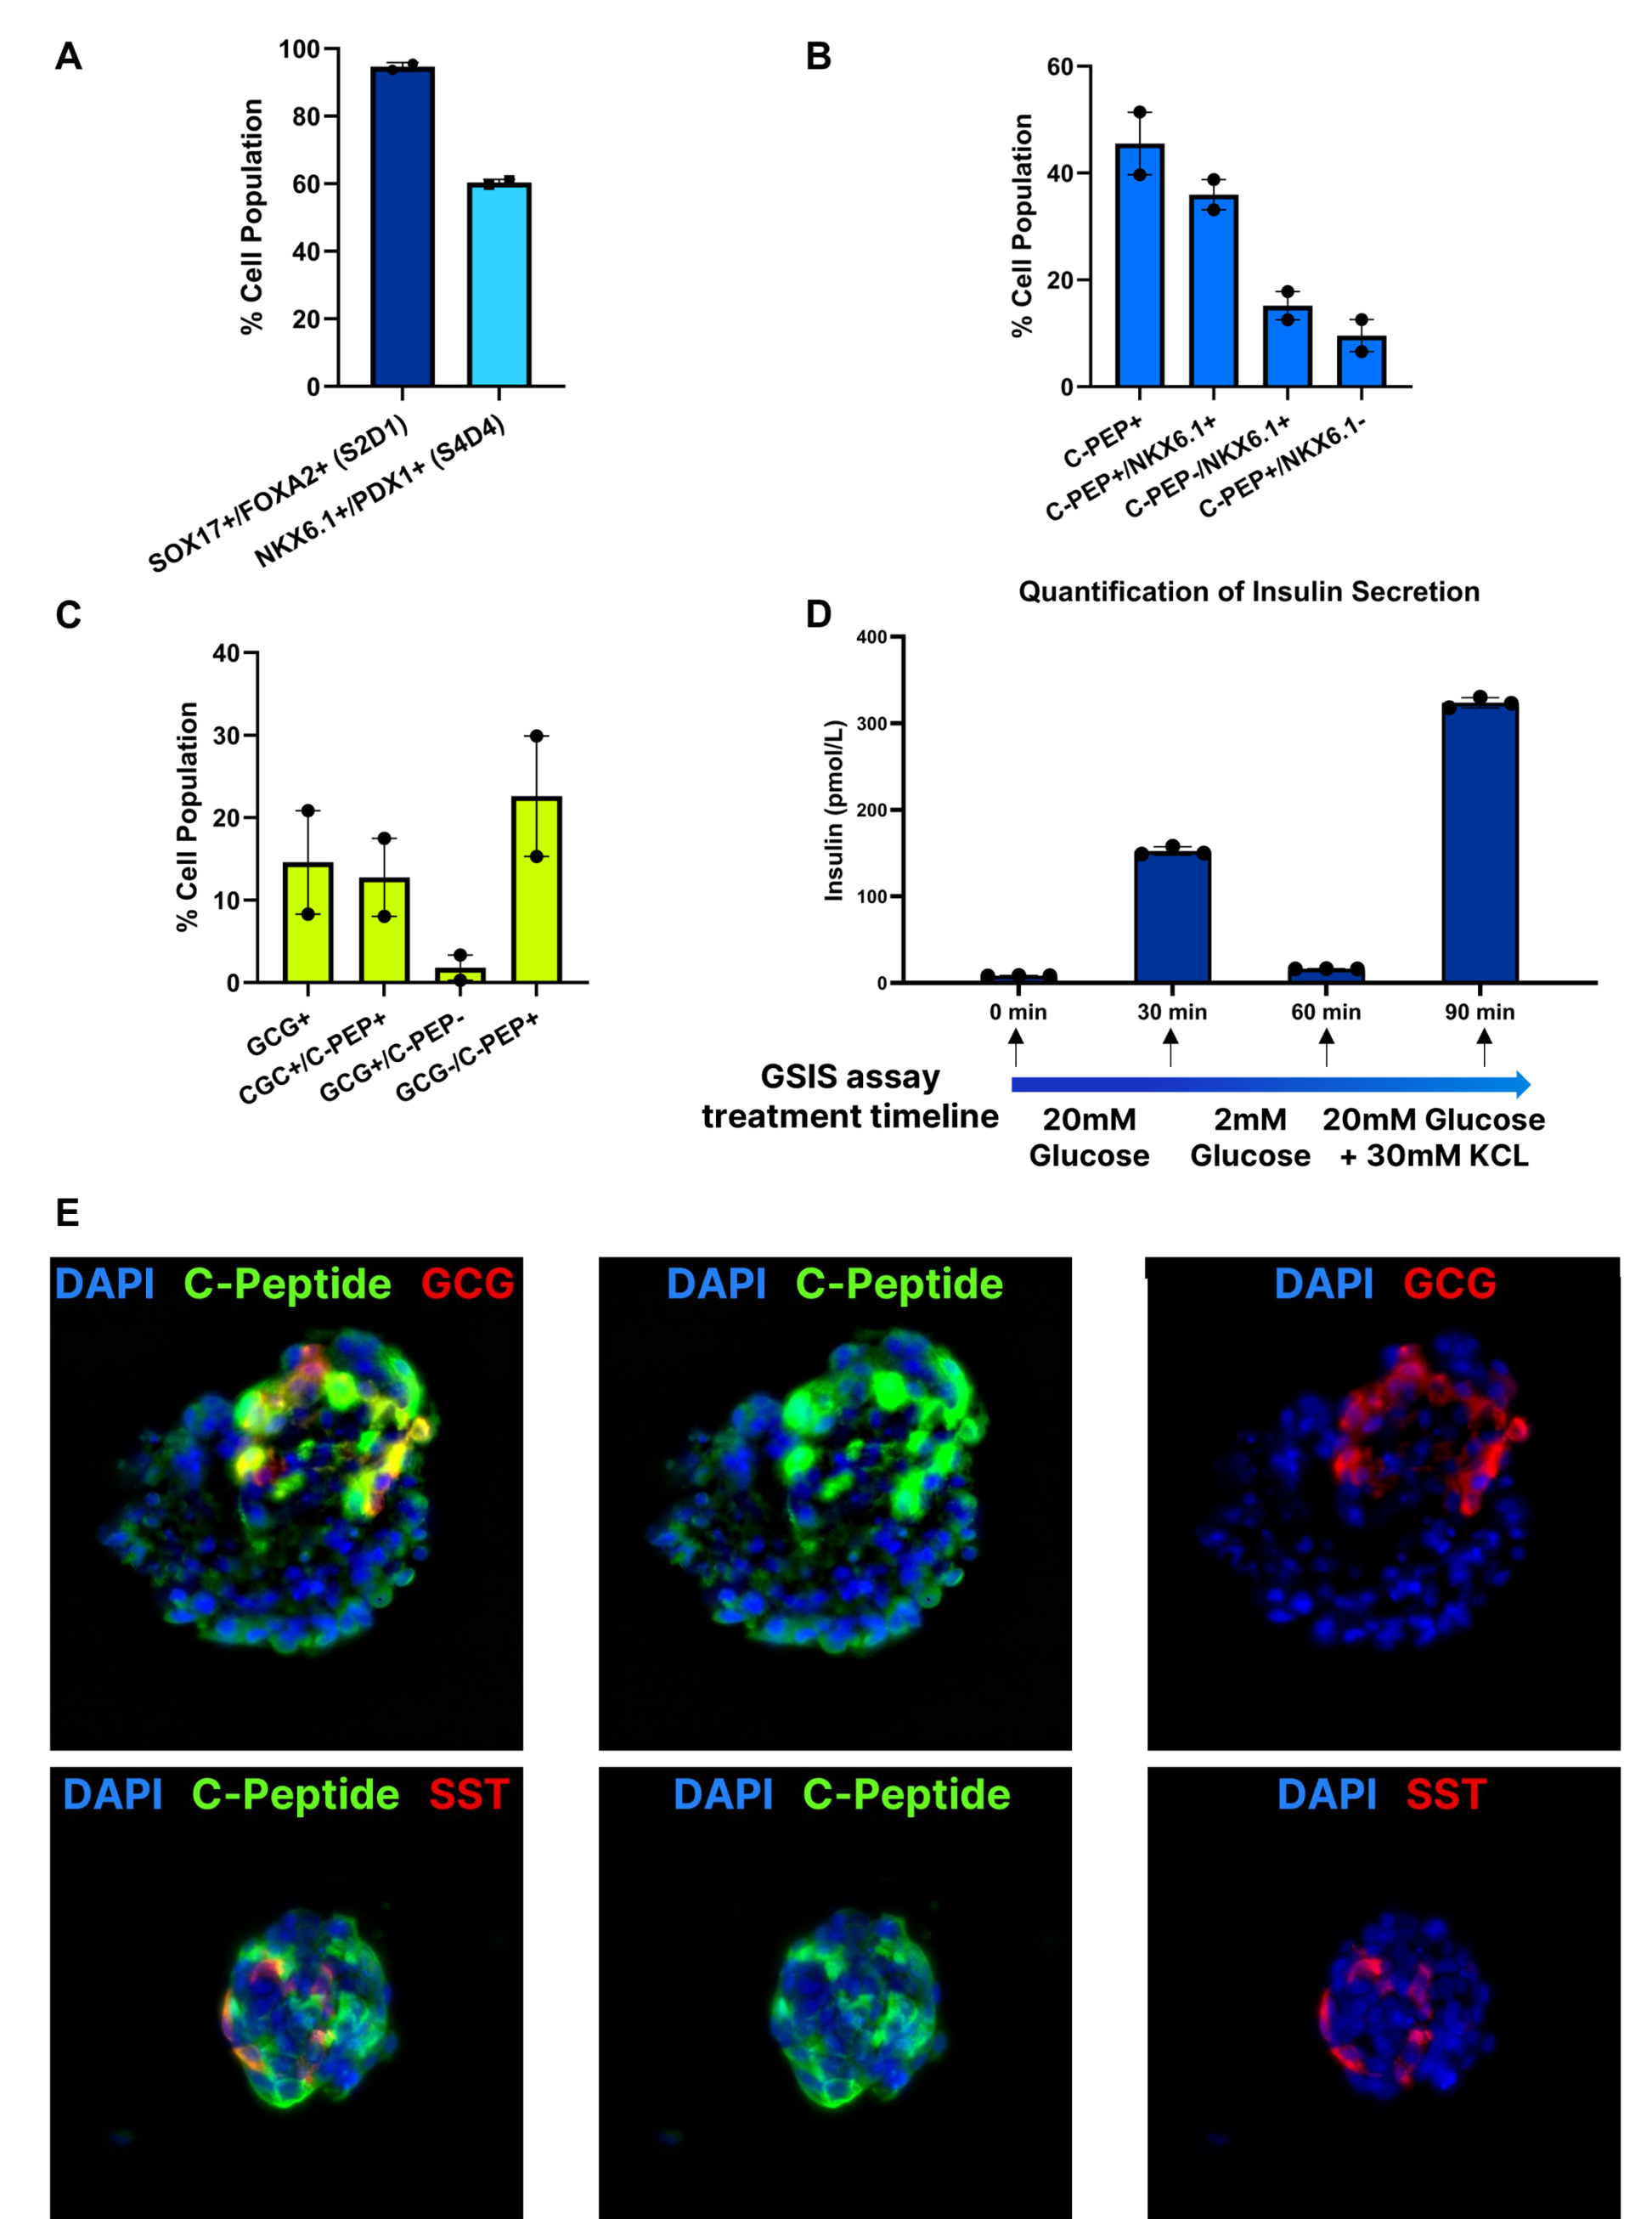 A
% Cell Population
100
80
60
40
20
0
SOX17+/FOXA2+ (S2D1)
NKX6.1+/PDX1+ (S4D4)
B
% Cell Population
60
40
20
0
C-PEP+
C-PEP+/NKX6.1+
C-PEP-/NKX6.1+
C-PEP+/NKX6.1-
C
% Cell Population
40
30
20
10
0
GCG+
CGC+/C-PEP+
GCG+/C-PEP-
GCG-/C-PEP+
D
Quantification of Insulin Secretion
Insulin (pmol/L)
400
300
200
100
0
0 min
30 min
60 min
90 min
GSIS assay
treatment timeline
20mM
Glucose
2mM
Glucose
20mM Glucose
+ 30mM KCL
E
DAPI C-Peptide GCG
DAPI C-Peptide
DAPI GCG
DAPI C-Peptide SST
DAPI C-Peptide
DAPI SST